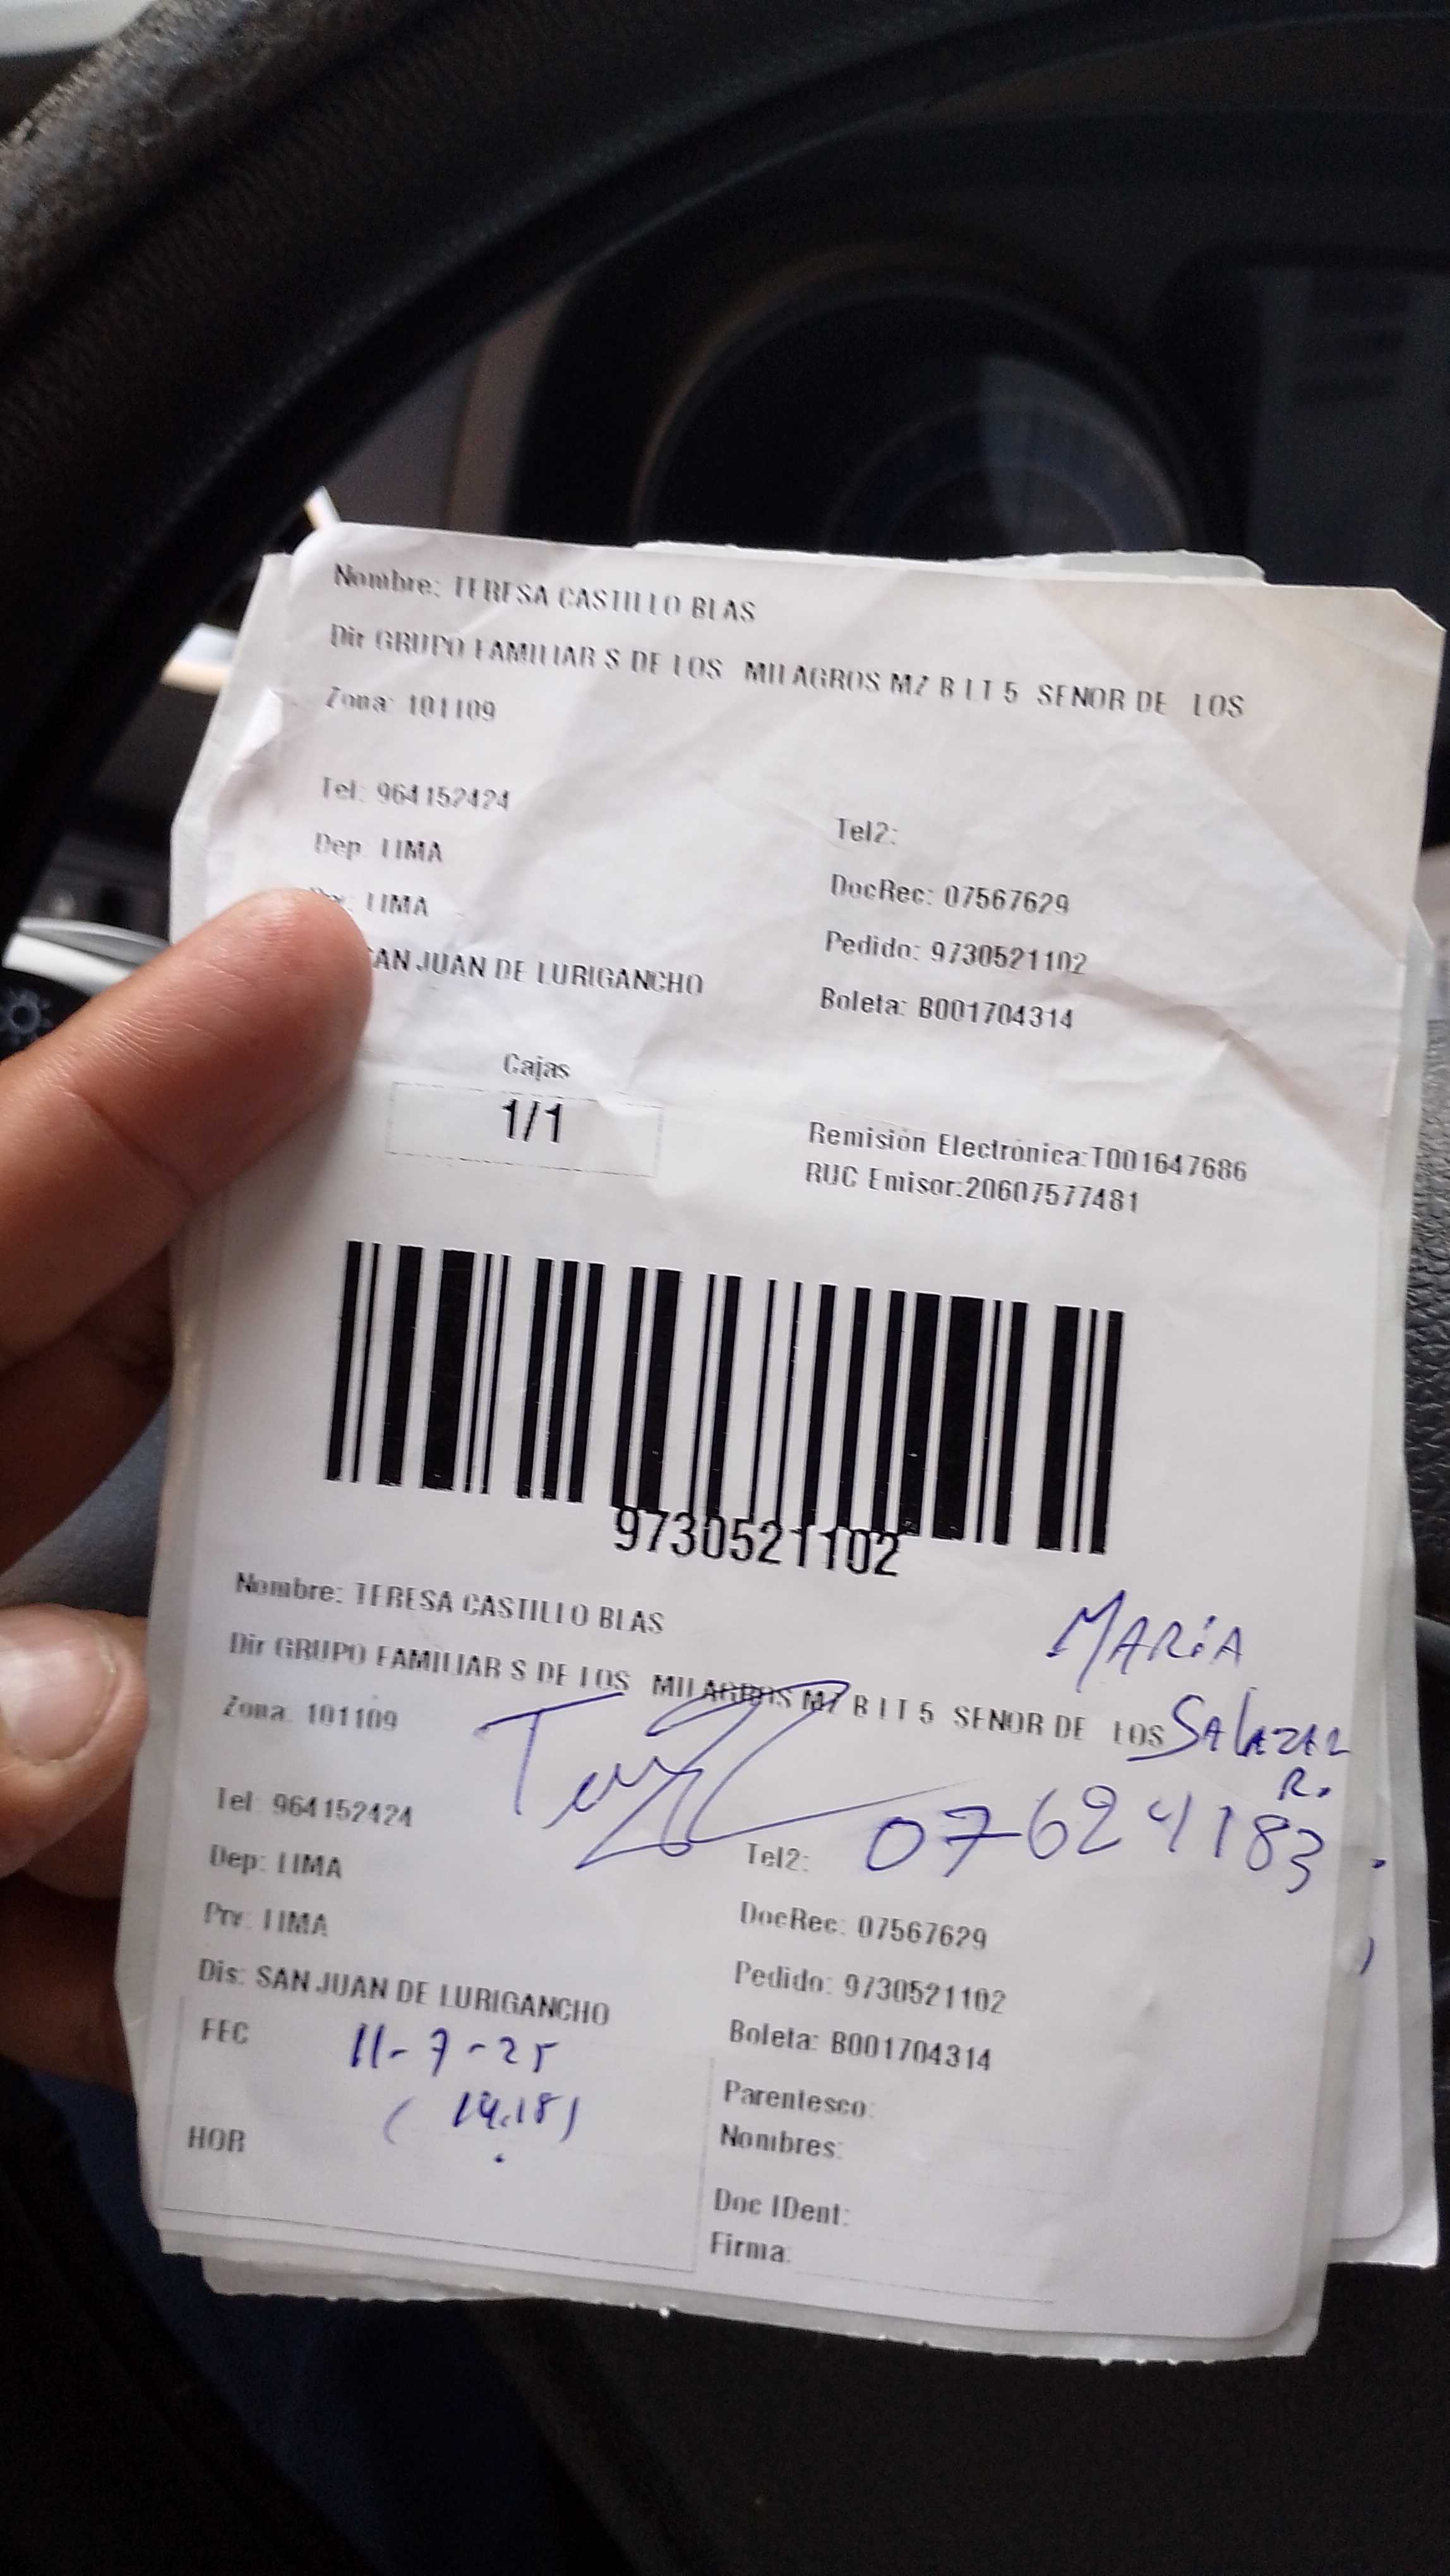 Nombre: TERESA CASTILLO BLAS
Dir GRUPO FAMILIAR S DE LOS MILAGROS MZ B LT 5 SENOR DE LOS
Zona: 101109
Tel: 964152424
Tel2:
Dep: LIMA
DocRec: 07567629
LIMA
Pedido: 9730521102
SAN JUAN DE LURIGANCHO
Boleta: B001704314
Cajas
1/1
Remisión Electrónica:T001647686
RUC Emisor:20607577481
9730521102
Nombre: TERESA CASTILLO BLAS
MARIA
Dir GRUPO FAMILIAR S DE LOS MILAGROS MZ B LT 5 SENOR DE LOS
SALAZAR
R.
Zona: 101109
Tel: 964152424
07624183
Tel2:
Dep: LIMA
DocRec: 07567629
Prv: LIMA
Pedido: 9730521102
Dis: SAN JUAN DE LURIGANCHO
Boleta: B001704314
FEC
11-7-25
(14.18)
HOR
Parentesco:
Nombres:
Doc IDent:
Firma: